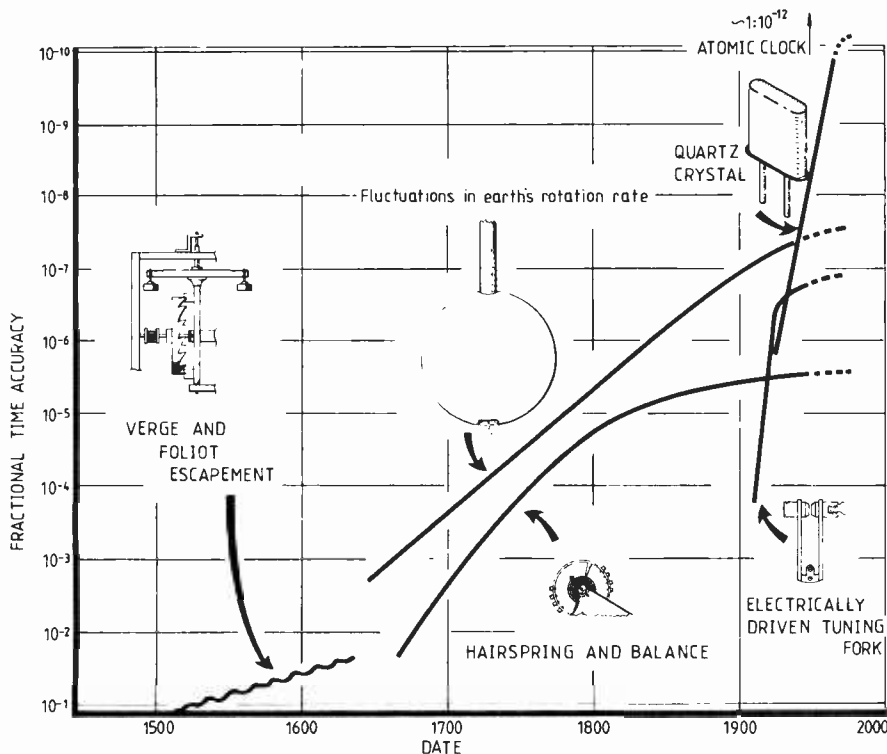 ~1:10⁻¹²
ATOMIC CLOCK
10-10
10-9
10-8
10-7
10-6
10-5
10-4
10-3
10-2
10-1
FRACTIONAL TIME ACCURACY
QUARTZ
CRYSTAL
Fluctuations in earth's rotation rate
VERGE AND
FOLIOT
ESCAPEMENT
HAIRSPRING AND BALANCE
ELECTRICALLY
DRIVEN TUNING
FORK
1500
1600
1700
1800
1900
2000
DATE